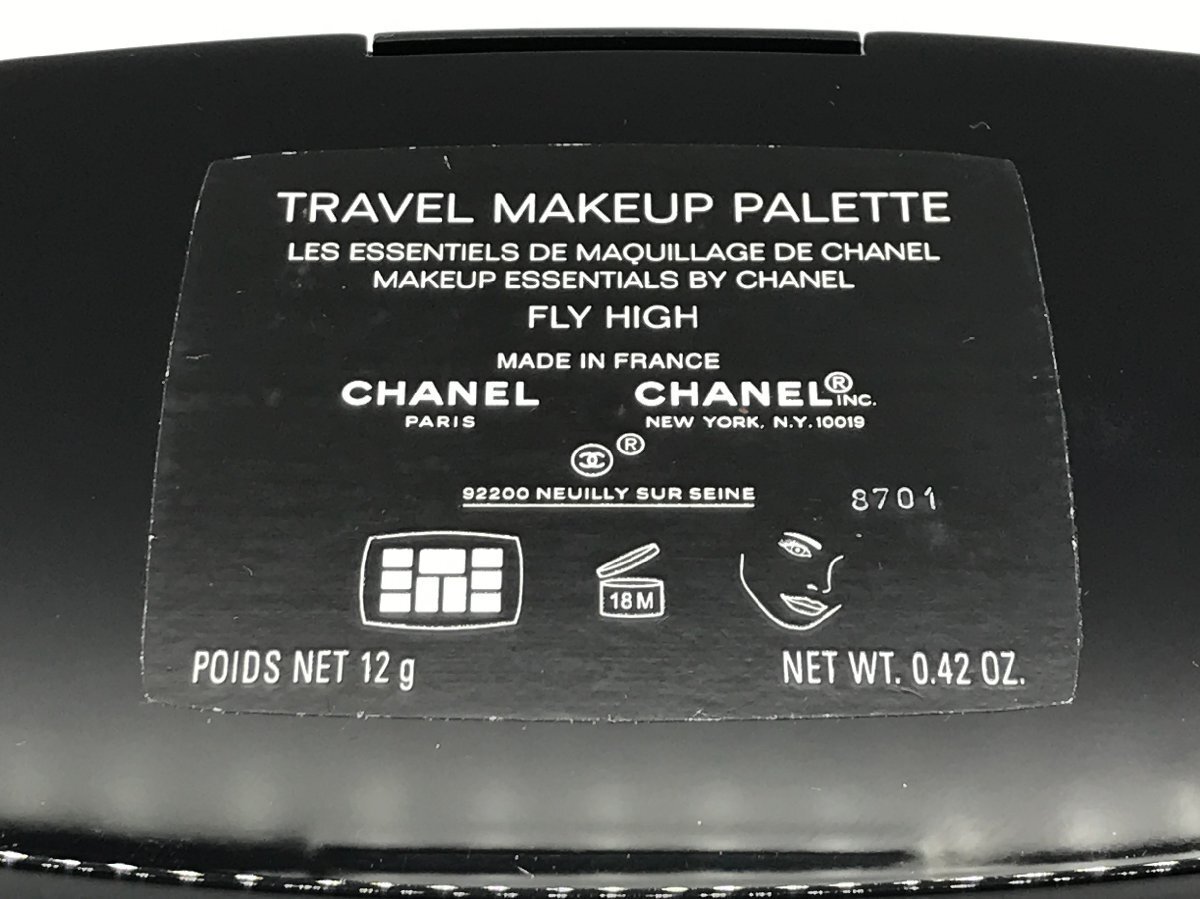 TRAVEL MAKEUP PALETTE
LES ESSENTIELS DE MAQUILLAGE DE CHANEL
MAKEUP ESSENTIALS BY CHANEL
FLY HIGH
MADE IN FRANCE
CHANEL CHANEL® INC.
PARIS NEW YORK, N.Y. 10019
®
92200 NEUILLY SUR SEINE
8701
18M
POIDS NET 12 g NET WT. 0.42 OZ.